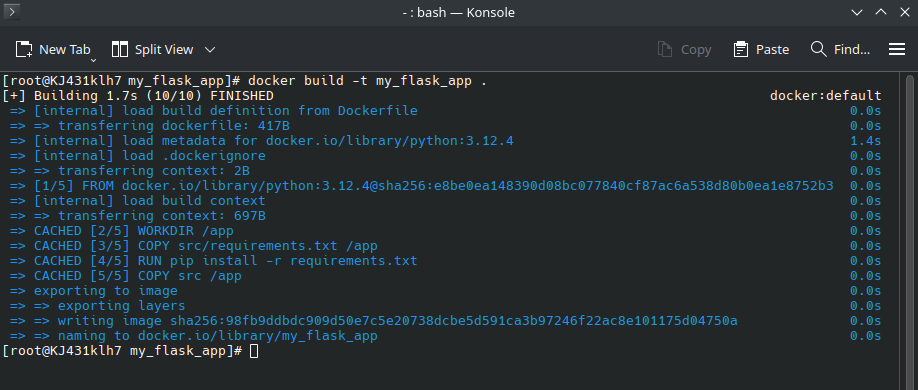 - : bash — Konsole
New Tab Split View Copy Paste Find...
[root@KJ431klh7 my_flask_app]# docker build -t my_flask_app .
[+] Building 1.7s (10/10) FINISHED docker:default
=> [internal] load build definition from Dockerfile 0.0s
=> => transferring dockerfile: 417B 0.0s
=> [internal] load metadata for docker.io/library/python:3.12.4 1.4s
=> [internal] load .dockerignore 0.0s
=> => transferring context: 2B 0.0s
=> [1/5] FROM docker.io/library/python:3.12.4@sha256:e8be0ea148390d08bc077840cf87ac6a538d80b0ea1e8752b3 0.0s
=> [internal] load build context 0.0s
=> => transferring context: 697B 0.0s
=> CACHED [2/5] WORKDIR /app 0.0s
=> CACHED [3/5] COPY src/requirements.txt /app 0.0s
=> CACHED [4/5] RUN pip install -r requirements.txt 0.0s
=> CACHED [5/5] COPY src /app 0.0s
=> exporting to image 0.0s
=> => exporting layers 0.0s
=> => writing image sha256:98fb9ddbdc909d50e7c5e20738dcbe5d591ca3b97246f22ac8e101175d04750a 0.0s
=> => naming to docker.io/library/my_flask_app 0.0s
[root@KJ431klh7 my_flask_app]#